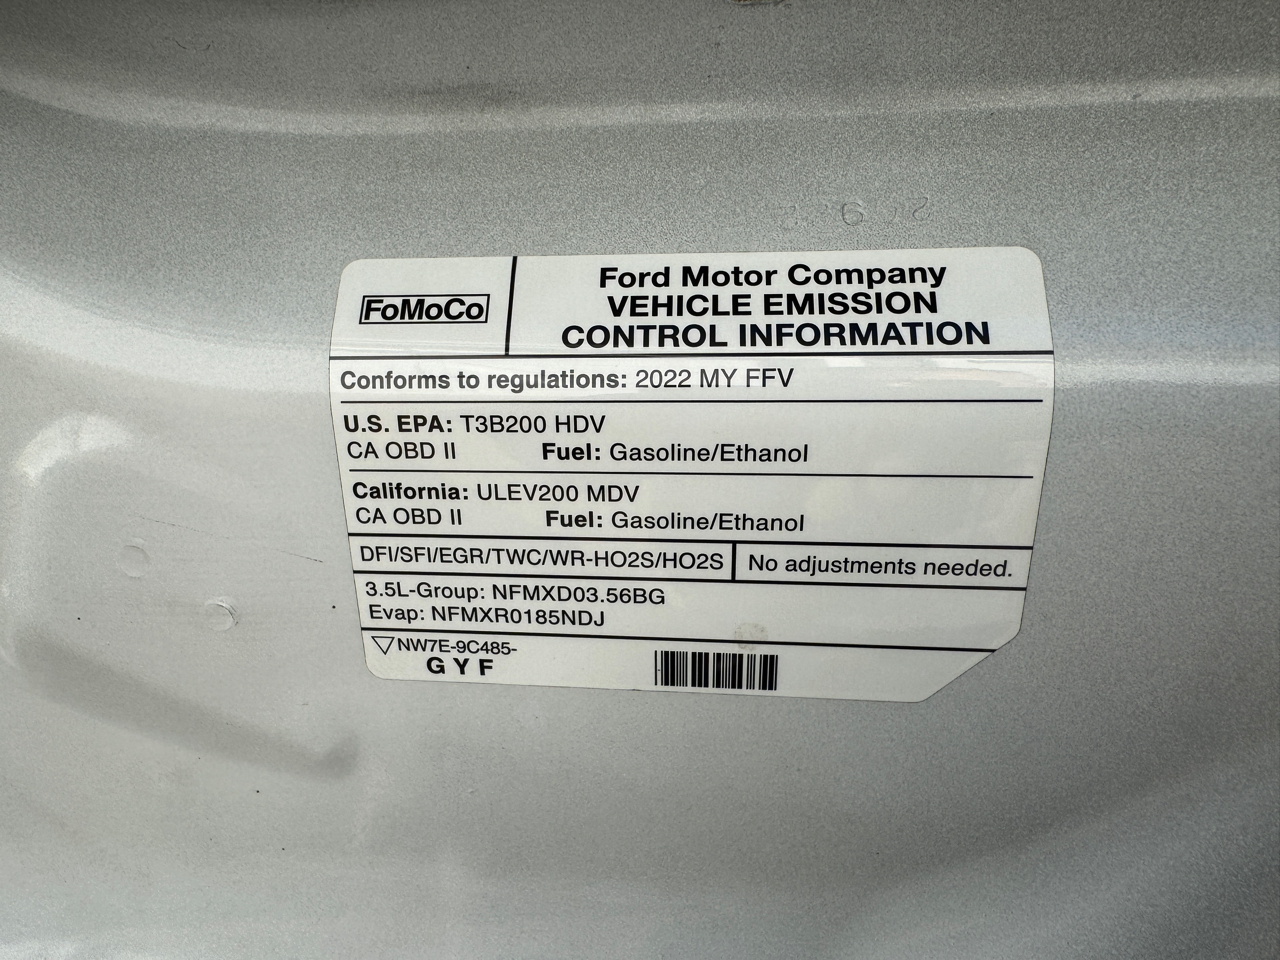 FoMoCo
Ford Motor Company
VEHICLE EMISSION
CONTROL INFORMATION
Conforms to regulations: 2022 MY FFV
U.S. EPA: T3B200 HDV
CA OBD II Fuel: Gasoline/Ethanol
California: ULEV200 MDV
CA OBD II Fuel: Gasoline/Ethanol
DFI/SFI/EGR/TWC/WR-HO2S/HO2S No adjustments needed.
3.5L-Group: NFMXD03.56BG
Evap: NFMXR0185NDJ
NW7E-9C485-
G Y F